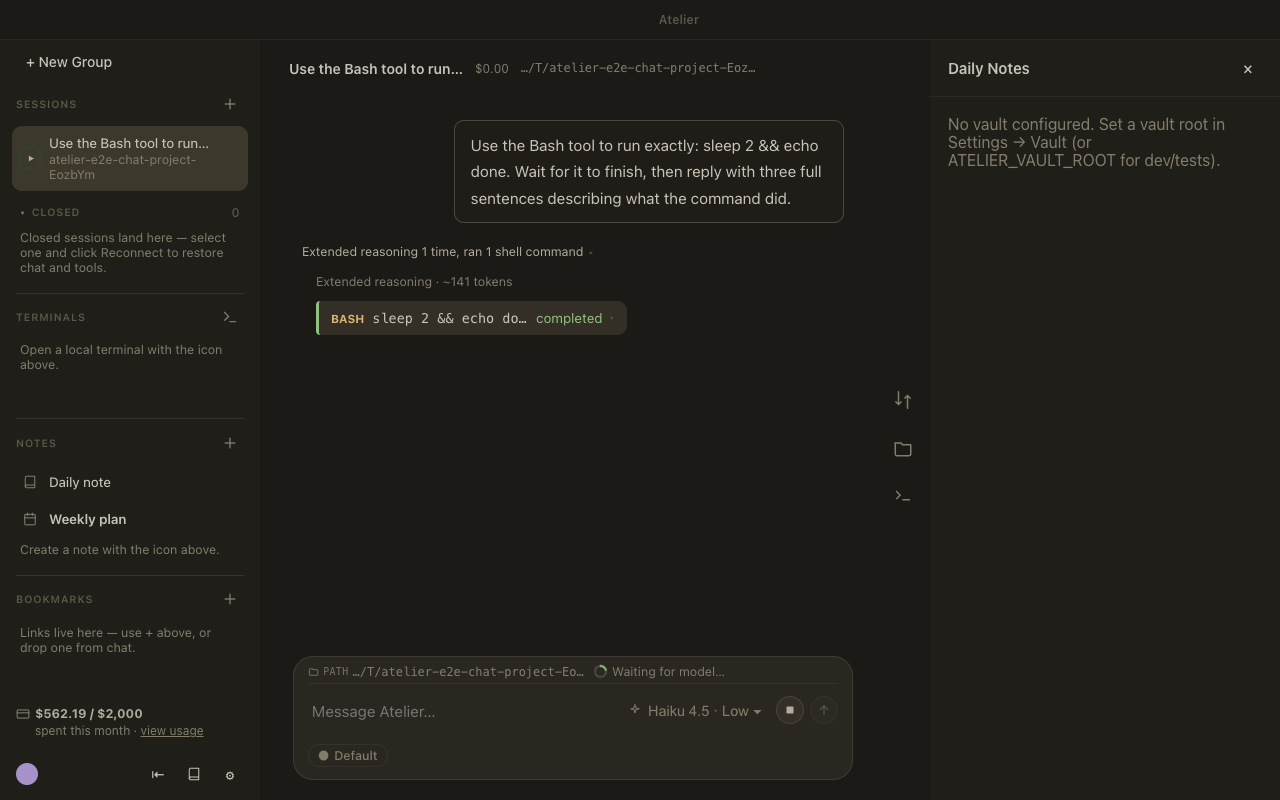 Atelier
+ New Group
SESSIONS
Use the Bash tool to run...
atelier-e2e-chat-project-
EozbYm
CLOSED
0
Closed sessions land here — select
one and click Reconnect to restore
chat and tools.
TERMINALS
Open a local terminal with the icon
above.
NOTES
Daily note
Weekly plan
Create a note with the icon above.
BOOKMARKS
Links live here — use + above, or
drop one from chat.
$562.19 / $2,000
spent this month · view usage
Use the Bash tool to run... $0.00 …/T/atelier-e2e-chat-project-Eoz…
Use the Bash tool to run exactly: sleep 2 && echo
done. Wait for it to finish, then reply with three full
sentences describing what the command did.
Extended reasoning 1 time, ran 1 shell command
Extended reasoning · ~141 tokens
BASH sleep 2 && echo do… completed
PATH …/T/atelier-e2e-chat-project-Eo… Waiting for model...
Message Atelier...
Haiku 4.5 · Low
Default
Daily Notes
No vault configured. Set a vault root in
Settings → Vault (or
ATELIER_VAULT_ROOT for dev/tests).